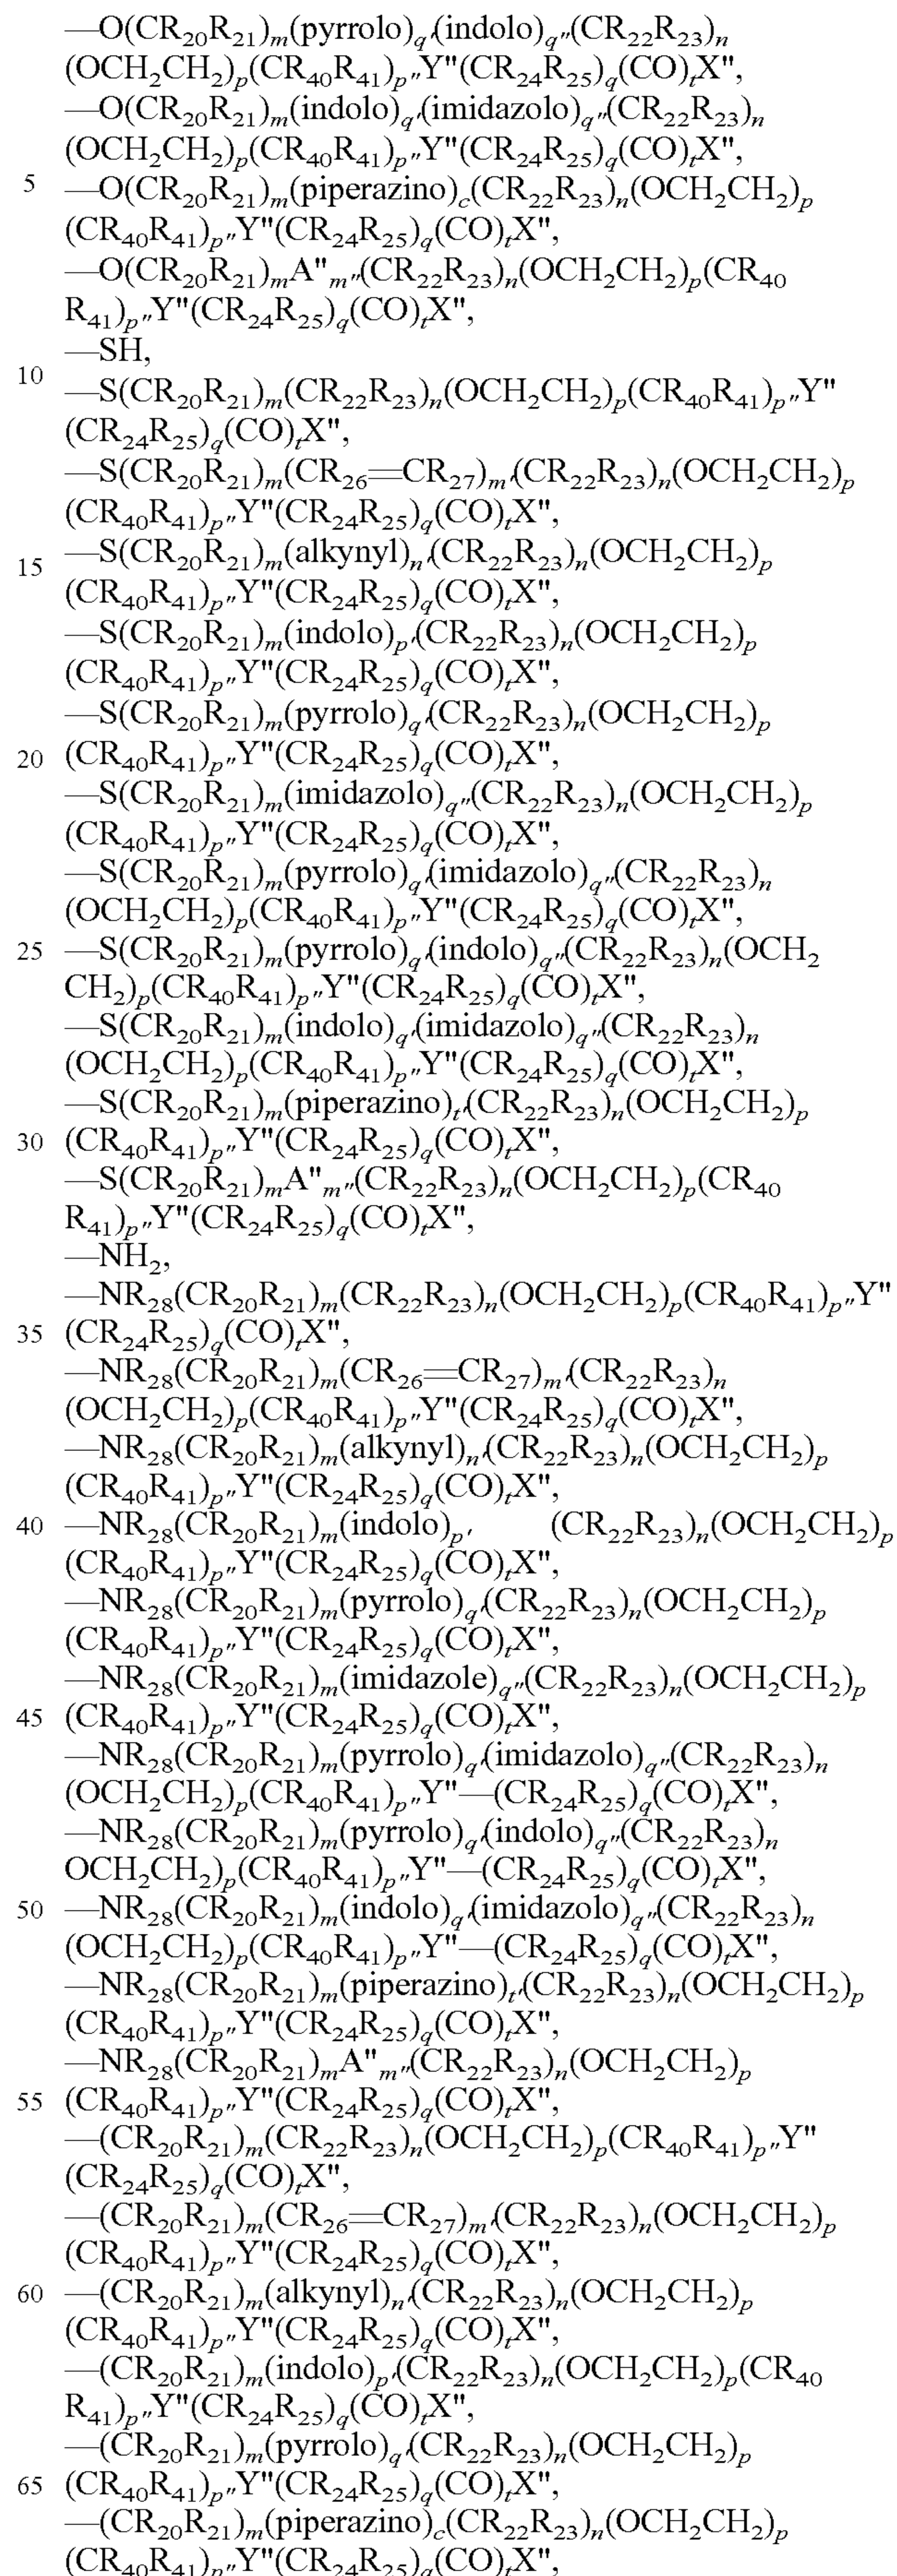 —O(CR₂₀R₂₁)ₘ(pyrrolo)q′(indolo)q″(CR₂₂R₂₃)ₙ
(OCH₂CH₂)ₚ(CR₄₀R₄₁)p″Y"(CR₂₄R₂₅)q(CO)ₜX",
—O(CR₂₀R₂₁)ₘ(indolo)q′(imidazolo)q″(CR₂₂R₂₃)ₙ
(OCH₂CH₂)ₚ(CR₄₀R₄₁)p″Y"(CR₂₄R₂₅)q(CO)ₜX",
5 —O(CR₂₀R₂₁)ₘ(piperazino)c(CR₂₂R₂₃)ₙ(OCH₂CH₂)ₚ
(CR₄₀R₄₁)p″Y"(CR₂₄R₂₅)q(CO)ₜX",
—O(CR₂₀R₂₁)ₘA"m″(CR₂₂R₂₃)ₙ(OCH₂CH₂)ₚ(CR₄₀
R₄₁)p″Y"(CR₂₄R₂₅)q(CO)ₜX",
—SH,
10 —S(CR₂₀R₂₁)ₘ(CR₂₂R₂₃)ₙ(OCH₂CH₂)ₚ(CR₄₀R₄₁)p″Y"
(CR₂₄R₂₅)q(CO)ₜX",
—S(CR₂₀R₂₁)ₘ(CR₂₆=CR₂₇)m′(CR₂₂R₂₃)ₙ(OCH₂CH₂)ₚ
(CR₄₀R₄₁)p″Y"(CR₂₄R₂₅)q(CO)ₜX",
15 —S(CR₂₀R₂₁)ₘ(alkynyl)n′(CR₂₂R₂₃)ₙ(OCH₂CH₂)ₚ
(CR₄₀R₄₁)p″Y"(CR₂₄R₂₅)q(CO)ₜX",
—S(CR₂₀R₂₁)ₘ(indolo)p′(CR₂₂R₂₃)ₙ(OCH₂CH₂)ₚ
(CR₄₀R₄₁)p″Y"(CR₂₄R₂₅)q(CO)ₜX",
—S(CR₂₀R₂₁)ₘ(pyrrolo)q′(CR₂₂R₂₃)ₙ(OCH₂CH₂)ₚ
20 (CR₄₀R₄₁)p″Y"(CR₂₄R₂₅)q(CO)ₜX",
—S(CR₂₀R₂₁)ₘ(imidazolo)q″(CR₂₂R₂₃)ₙ(OCH₂CH₂)ₚ
(CR₄₀R₄₁)p″Y"(CR₂₄R₂₅)q(CO)ₜX",
—S(CR₂₀R₂₁)ₘ(pyrrolo)q′(imidazolo)q″(CR₂₂R₂₃)ₙ
(OCH₂CH₂)ₚ(CR₄₀R₄₁)p″Y"(CR₂₄R₂₅)q(CO)ₜX",
25 —S(CR₂₀R₂₁)ₘ(pyrrolo)q′(indolo)q″(CR₂₂R₂₃)ₙ(OCH₂
CH₂)ₚ(CR₄₀R₄₁)p″Y"(CR₂₄R₂₅)q(CO)ₜX",
—S(CR₂₀R₂₁)ₘ(indolo)q′(imidazolo)q″(CR₂₂R₂₃)ₙ
(OCH₂CH₂)ₚ(CR₄₀R₄₁)p″Y"(CR₂₄R₂₅)q(CO)ₜX",
—S(CR₂₀R₂₁)ₘ(piperazino)t′(CR₂₂R₂₃)ₙ(OCH₂CH₂)ₚ
30 (CR₄₀R₄₁)p″Y"(CR₂₄R₂₅)q(CO)ₜX",
—S(CR₂₀R₂₁)ₘA"m″(CR₂₂R₂₃)ₙ(OCH₂CH₂)ₚ(CR₄₀
R₄₁)p″Y"(CR₂₄R₂₅)q(CO)ₜX",
—NH₂,
—NR₂₈(CR₂₀R₂₁)ₘ(CR₂₂R₂₃)ₙ(OCH₂CH₂)ₚ(CR₄₀R₄₁)p″Y"
35 (CR₂₄R₂₅)q(CO)ₜX",
—NR₂₈(CR₂₀R₂₁)ₘ(CR₂₆=CR₂₇)m′(CR₂₂R₂₃)ₙ
(OCH₂CH₂)ₚ(CR₄₀R₄₁)p″Y"(CR₂₄R₂₅)q(CO)ₜX",
—NR₂₈(CR₂₀R₂₁)ₘ(alkynyl)n′(CR₂₂R₂₃)ₙ(OCH₂CH₂)ₚ
(CR₄₀R₄₁)p″Y"(CR₂₄R₂₅)q(CO)ₜX",
40 —NR₂₈(CR₂₀R₂₁)ₘ(indolo)p′ (CR₂₂R₂₃)ₙ(OCH₂CH₂)ₚ
(CR₄₀R₄₁)p″Y"(CR₂₄R₂₅)q(CO)ₜX",
—NR₂₈(CR₂₀R₂₁)ₘ(pyrrolo)q′(CR₂₂R₂₃)ₙ(OCH₂CH₂)ₚ
(CR₄₀R₄₁)p″Y"(CR₂₄R₂₅)q(CO)ₜX",
—NR₂₈(CR₂₀R₂₁)ₘ(imidazole)q″(CR₂₂R₂₃)ₙ(OCH₂CH₂)ₚ
45 (CR₄₀R₄₁)p″Y"(CR₂₄R₂₅)q(CO)ₜX",
—NR₂₈(CR₂₀R₂₁)ₘ(pyrrolo)q′(imidazolo)q″(CR₂₂R₂₃)ₙ
(OCH₂CH₂)ₚ(CR₄₀R₄₁)p″Y"—(CR₂₄R₂₅)q(CO)ₜX",
—NR₂₈(CR₂₀R₂₁)ₘ(pyrrolo)q′(indolo)q″(CR₂₂R₂₃)ₙ
OCH₂CH₂)ₚ(CR₄₀R₄₁)p″Y"—(CR₂₄R₂₅)q(CO)ₜX",
50 —NR₂₈(CR₂₀R₂₁)ₘ(indolo)q′(imidazolo)q″(CR₂₂R₂₃)ₙ
(OCH₂CH₂)ₚ(CR₄₀R₄₁)p″Y"—(CR₂₄R₂₅)q(CO)ₜX",
—NR₂₈(CR₂₀R₂₁)ₘ(piperazino)t′(CR₂₂R₂₃)ₙ(OCH₂CH₂)ₚ
(CR₄₀R₄₁)p″Y"(CR₂₄R₂₅)q(CO)ₜX",
—NR₂₈(CR₂₀R₂₁)ₘA"m″(CR₂₂R₂₃)ₙ(OCH₂CH₂)ₚ
55 (CR₄₀R₄₁)p″Y"(CR₂₄R₂₅)q(CO)ₜX",
—(CR₂₀R₂₁)ₘ(CR₂₂R₂₃)ₙ(OCH₂CH₂)ₚ(CR₄₀R₄₁)p″Y"
(CR₂₄R₂₅)q(CO)ₜX",
—(CR₂₀R₂₁)ₘ(CR₂₆=CR₂₇)m′(CR₂₂R₂₃)ₙ(OCH₂CH₂)ₚ
(CR₄₀R₄₁)p″Y"(CR₂₄R₂₅)q(CO)ₜX",
60 —(CR₂₀R₂₁)ₘ(alkynyl)n′(CR₂₂R₂₃)ₙ(OCH₂CH₂)ₚ
(CR₄₀R₄₁)p″Y"(CR₂₄R₂₅)q(CO)ₜX",
—(CR₂₀R₂₁)ₘ(indolo)p′(CR₂₂R₂₃)ₙ(OCH₂CH₂)ₚ(CR₄₀
R₄₁)p″Y"(CR₂₄R₂₅)q(CO)ₜX",
—(CR₂₀R₂₁)ₘ(pyrrolo)q′(CR₂₂R₂₃)ₙ(OCH₂CH₂)ₚ
65 (CR₄₀R₄₁)p″Y"(CR₂₄R₂₅)q(CO)ₜX",
—(CR₂₀R₂₁)ₘ(piperazino)c(CR₂₂R₂₃)ₙ(OCH₂CH₂)ₚ
(CR₄₀R₄₁)p″Y"(CR₂₄R₂₅)q(CO)ₜX",